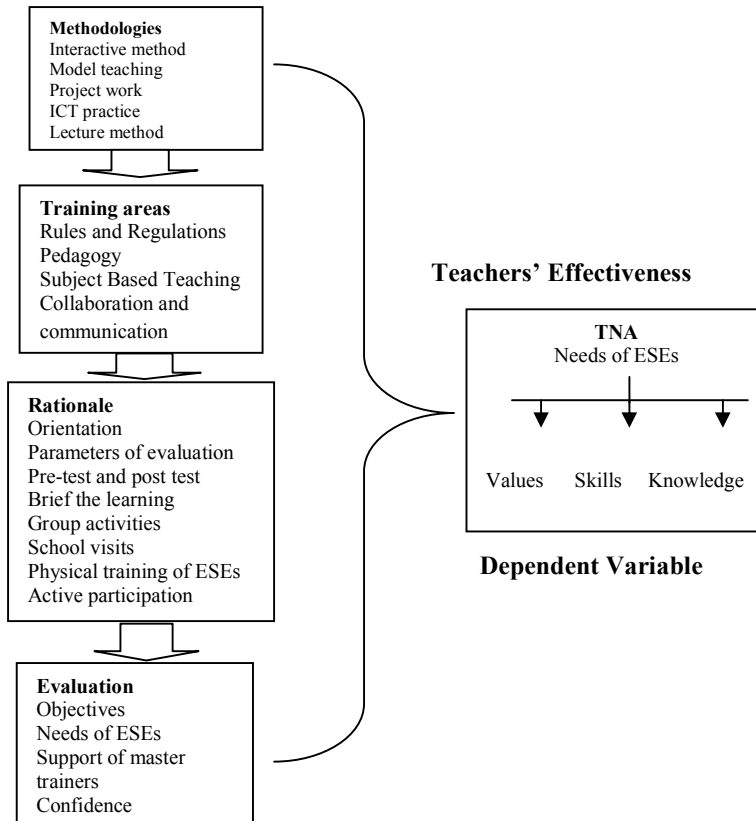 Methodologies
Interactive method
Model teaching
Project work
ICT practice
Lecture method
Training areas
Rules and Regulations
Pedagogy
Subject Based Teaching
Collaboration and
communication
Rationale
Orientation
Parameters of evaluation
Pre-test and post test
Brief the learning
Group activities
School visits
Physical training of ESEs
Active participation
Evaluation
Objectives
Needs of ESEs
Support of master
trainers
Confidence
Teachers’ Effectiveness
TNA
Needs of ESEs
Values Skills Knowledge
Dependent Variable